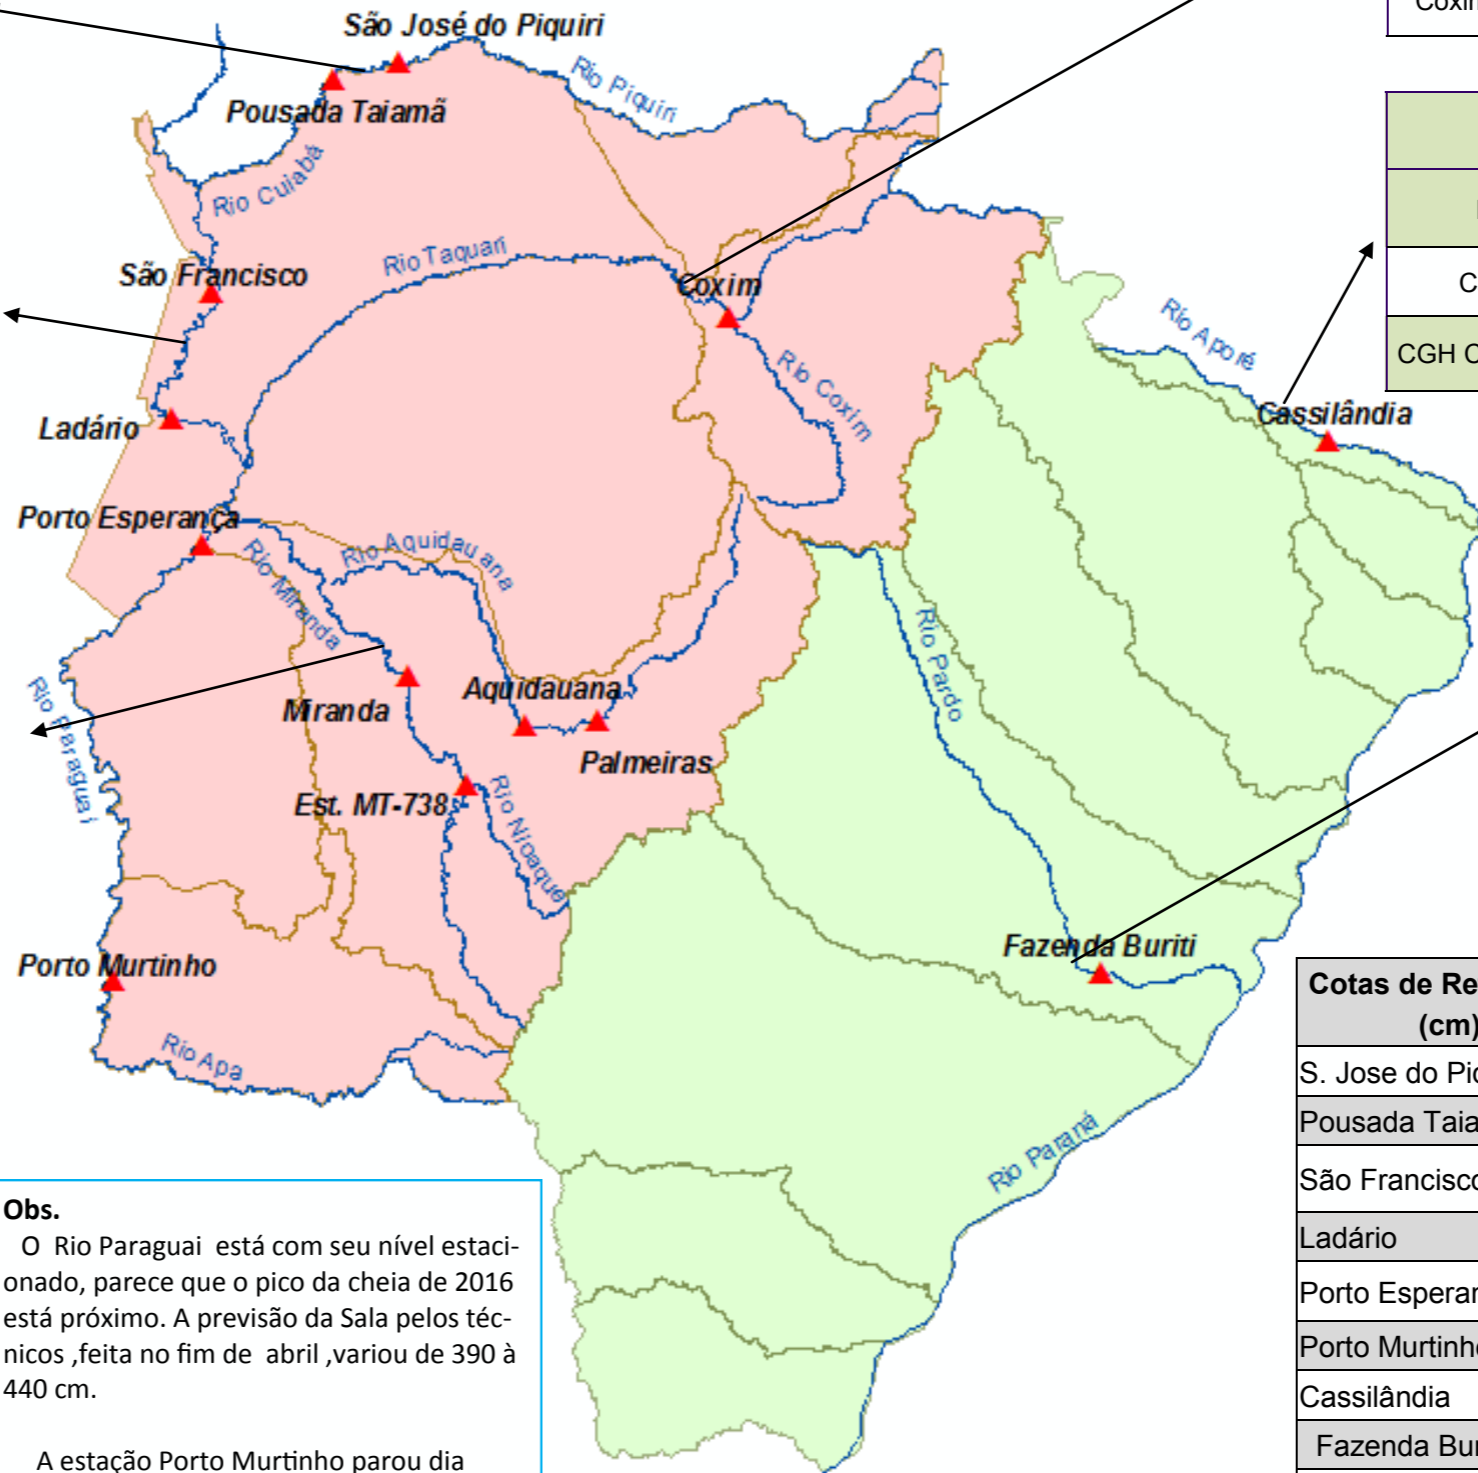 Coxim
São José do Piquiri
Rio Piquiri
Pousada Taiamã
Rio Cuiabá
São Francisco
Rio Taquari
Coxim
Rio Coxim
Rio Aporé
C
CGH C
Cassilândia
Ladário
Porto Esperança
Rio Aquidauana
Rio Miranda
Rio Pardo
Rio Paraguai
Miranda
Aquidauana
Palmeiras
Est. MT-738
Rio Nioaque
Porto Murtinho
Fazenda Buriti
Rio Apa
Rio Paraná
Cotas de Re
(cm)
S. Jose do Pi
Pousada Taia
São Francisco
Ladário
Porto Esperan
Porto Murtinho
Cassilândia
Fazenda Bur
Obs.
O Rio Paraguai está com seu nível estaci-
onado, parece que o pico da cheia de 2016
está próximo. A previsão da Sala pelos téc-
nicos ,feita no fim de abril ,variou de 390 à
440 cm.
A estação Porto Murtinho parou dia